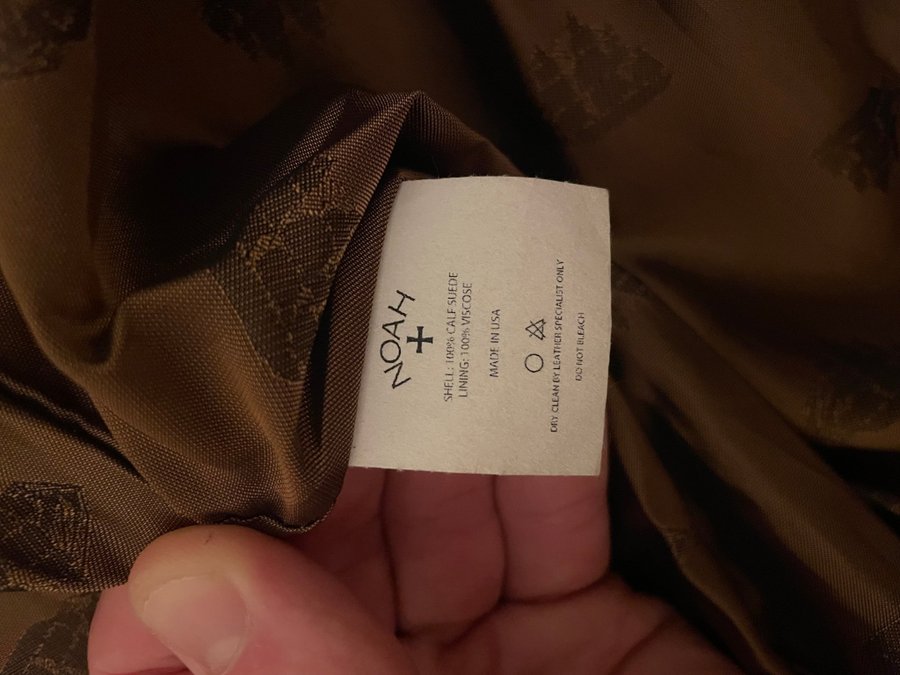 NOAH
SHELL: 100% CALF SUEDE
LINING: 100% VISCOSE
MADE IN USA
DRY CLEAN BY LEATHER SPECIALIST ONLY
DO NOT BLEACH